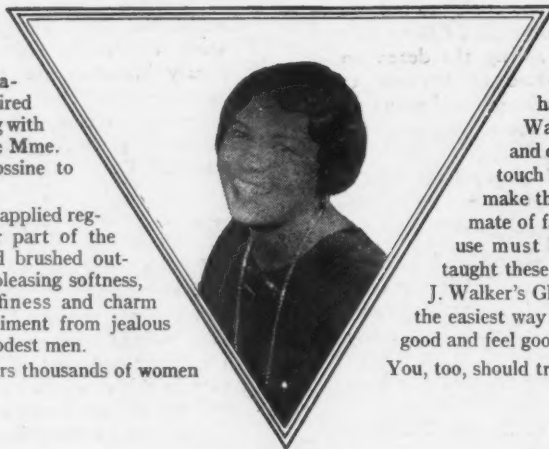 a-
ired
g with
e Mme.
ossine to
applied reg-
r part of the
d brushed out-
pleasing softness,
finess and charm
iment from jealous
odest men.
rs thousands of women
h
Wa
and
touch
make th
mate of f
use must
taught these
J. Walker's Gl
the easiest way
good and feel goo
You, too, should tr